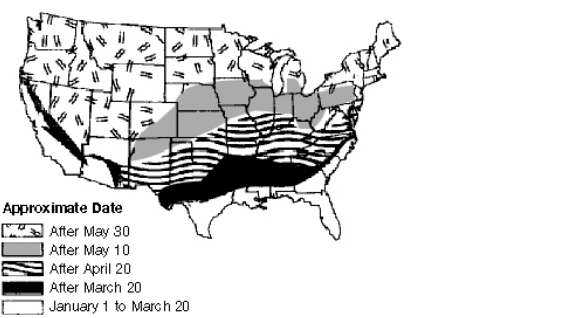 Approximate Date
After May 30
After May 10
After April 20
After March 20
January 1 to March 20